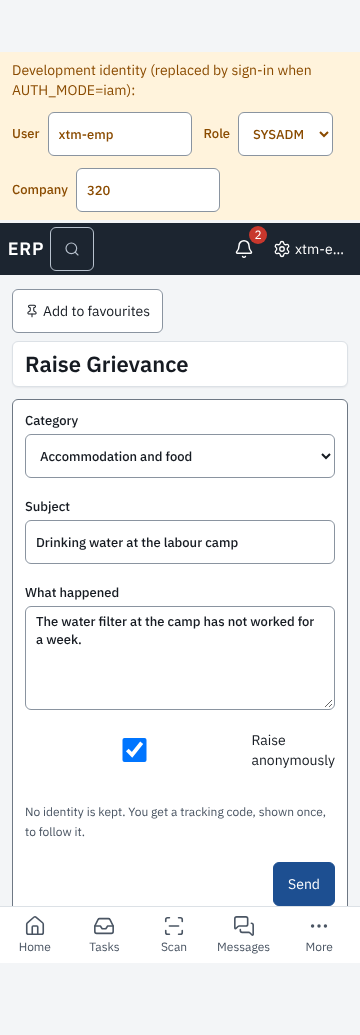 Development identity (replaced by sign-in when
AUTH_MODE=iam):
User xtm-emp Role SYSADM
Company 320
ERP 2 xtm-e...
Add to favourites
Raise Grievance
Category
Accommodation and food
Subject
Drinking water at the labour camp
What happened
The water filter at the camp has not worked for
a week.
Raise
anonymously
No identity is kept. You get a tracking code, shown once,
to follow it.
Send
Home Tasks Scan Messages More